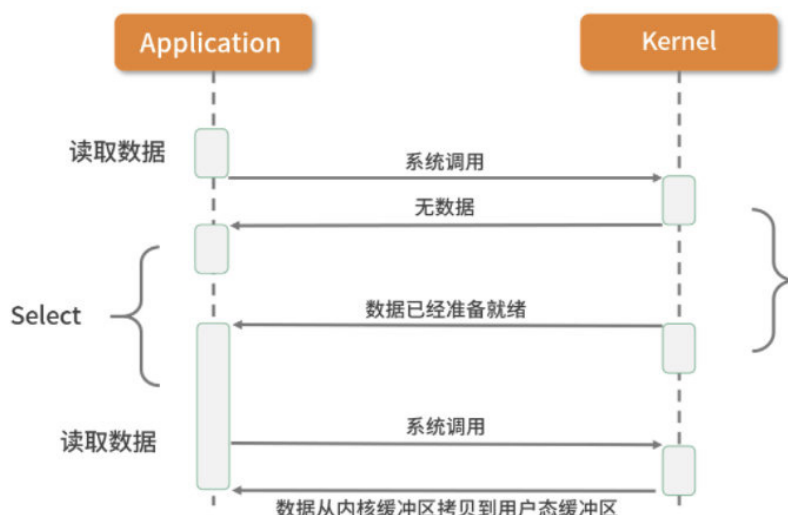 Application
Kernel
读取数据
系统调用
无数据
Select
数据已经准备就绪
读取数据
系统调用
数据从内核缓冲区拷贝到用户态缓冲区